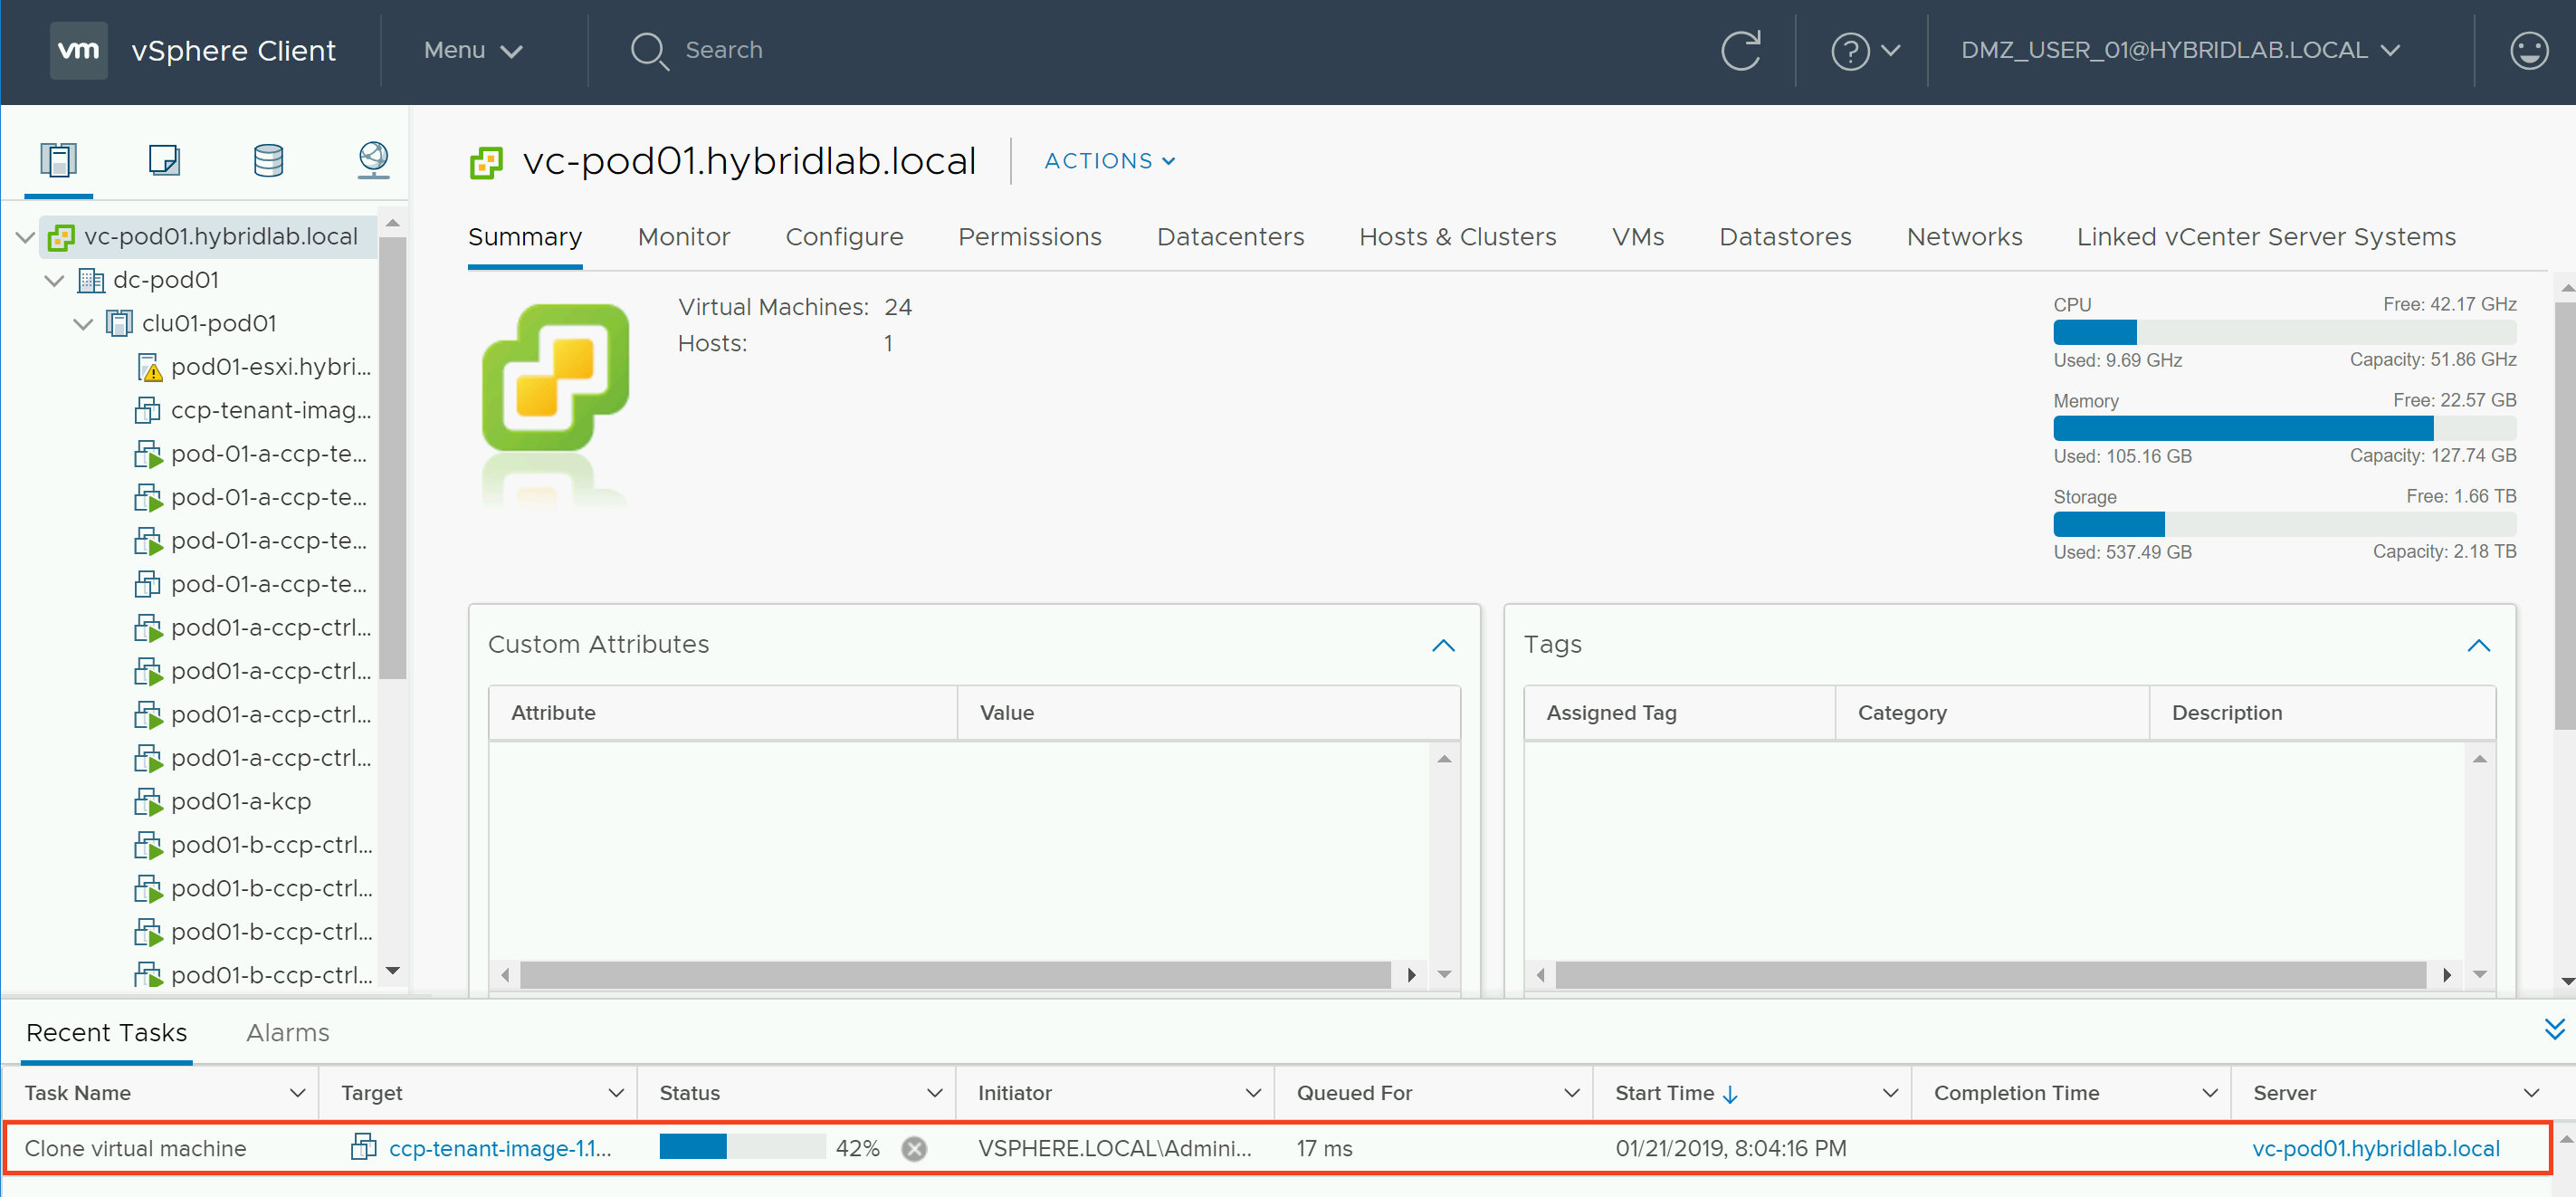 vm vSphere Client Menu Search DMZ_USER_01@HYBRIDLAB.LOCAL
vc-pod01.hybridlab.local
dc-pod01
clu01-pod01
pod01-esxi.hybri...
ccp-tenant-imag...
pod-01-a-ccp-te...
pod-01-a-ccp-te...
pod-01-a-ccp-te...
pod-01-a-ccp-te...
pod01-a-ccp-ctrl...
pod01-a-ccp-ctrl...
pod01-a-ccp-ctrl...
pod01-a-ccp-ctrl...
pod01-a-kcp
pod01-b-ccp-ctrl...
pod01-b-ccp-ctrl...
pod01-b-ccp-ctrl...
pod01-b-ccp-ctrl...
vc-pod01.hybridlab.local ACTIONS
Summary Monitor Configure Permissions Datacenters Hosts & Clusters VMs Datastores Networks Linked vCenter Server Systems
Virtual Machines: 24
Hosts: 1
CPU Free: 42.17 GHz
Used: 9.69 GHz Capacity: 51.86 GHz
Memory Free: 22.57 GB
Used: 105.16 GB Capacity: 127.74 GB
Storage Free: 1.66 TB
Used: 537.49 GB Capacity: 2.18 TB
Custom Attributes
Attribute Value
Tags
Assigned Tag Category Description
Recent Tasks Alarms
Task Name Target Status Initiator Queued For Start Time Completion Time Server
Clone virtual machine ccp-tenant-image-1.1... 42% VSPHERE.LOCAL\Admini... 17 ms 01/21/2019, 8:04:16 PM vc-pod01.hybridlab.local